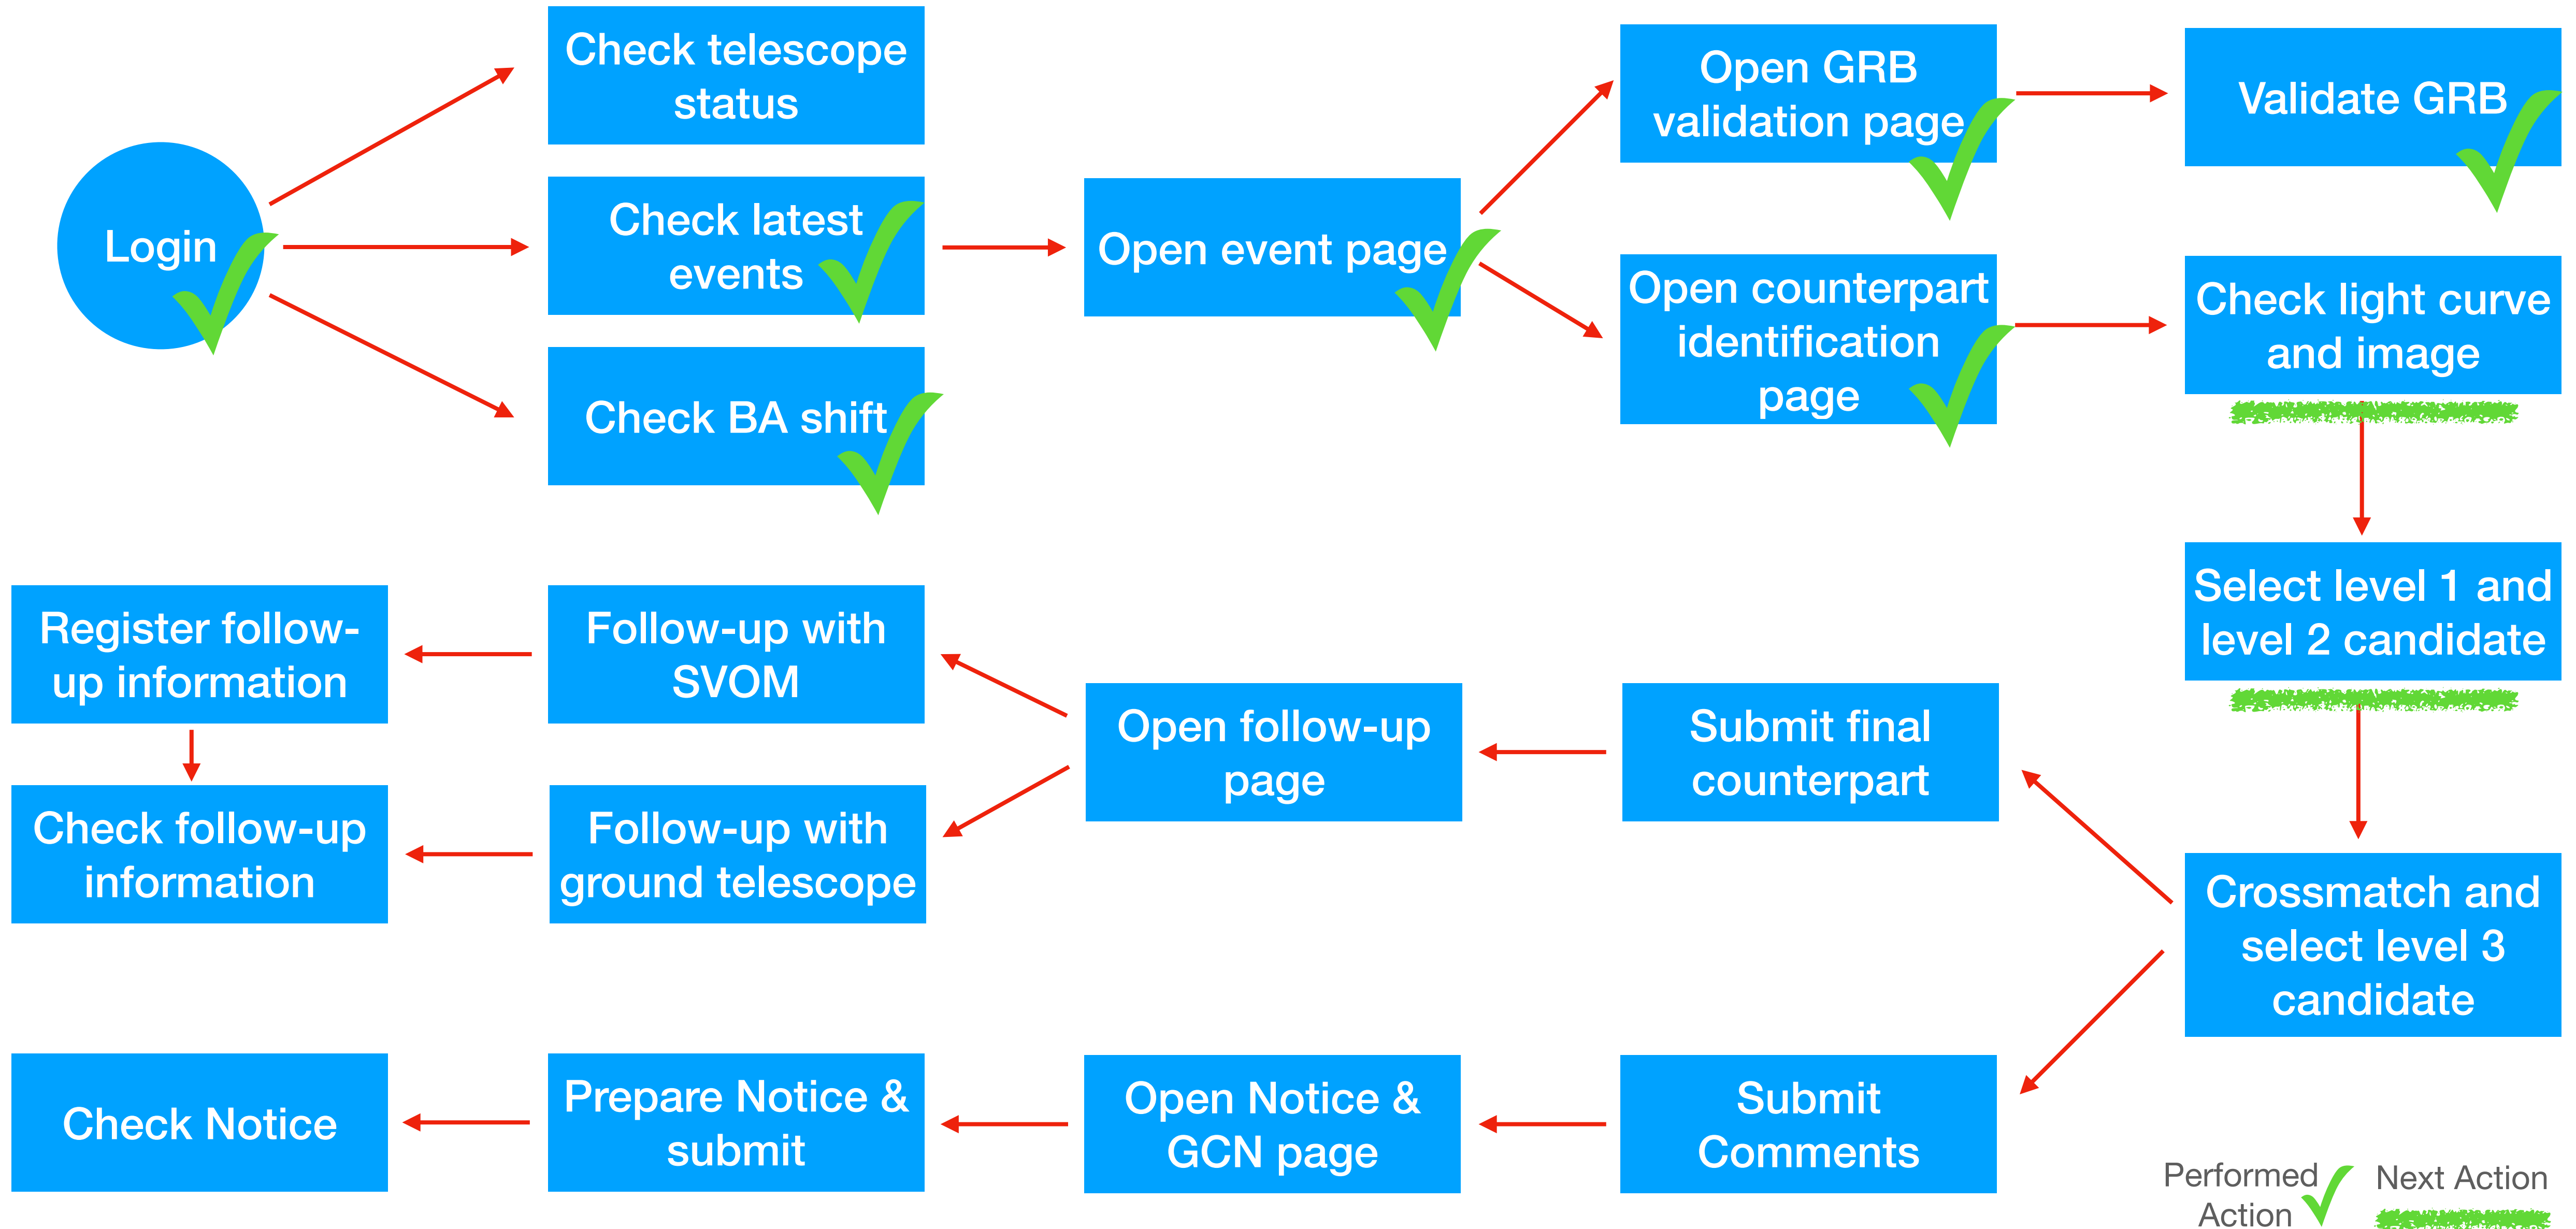 Login
Check telescope
status
Check latest
events
Check BA shift
Open event page
Open GRB
validation page
Validate GRB
Open counterpart
identification
page
Check light curve
and image
Select level 1 and
level 2 candidate
Crossmatch and
select level 3
candidate
Submit final
counterpart
Open follow-up
page
Follow-up with
SVOM
Register follow-
up information
Follow-up with
ground telescope
Check follow-up
information
Submit
Comments
Open Notice &
GCN page
Prepare Notice &
submit
Check Notice
Performed
Action
Next Action